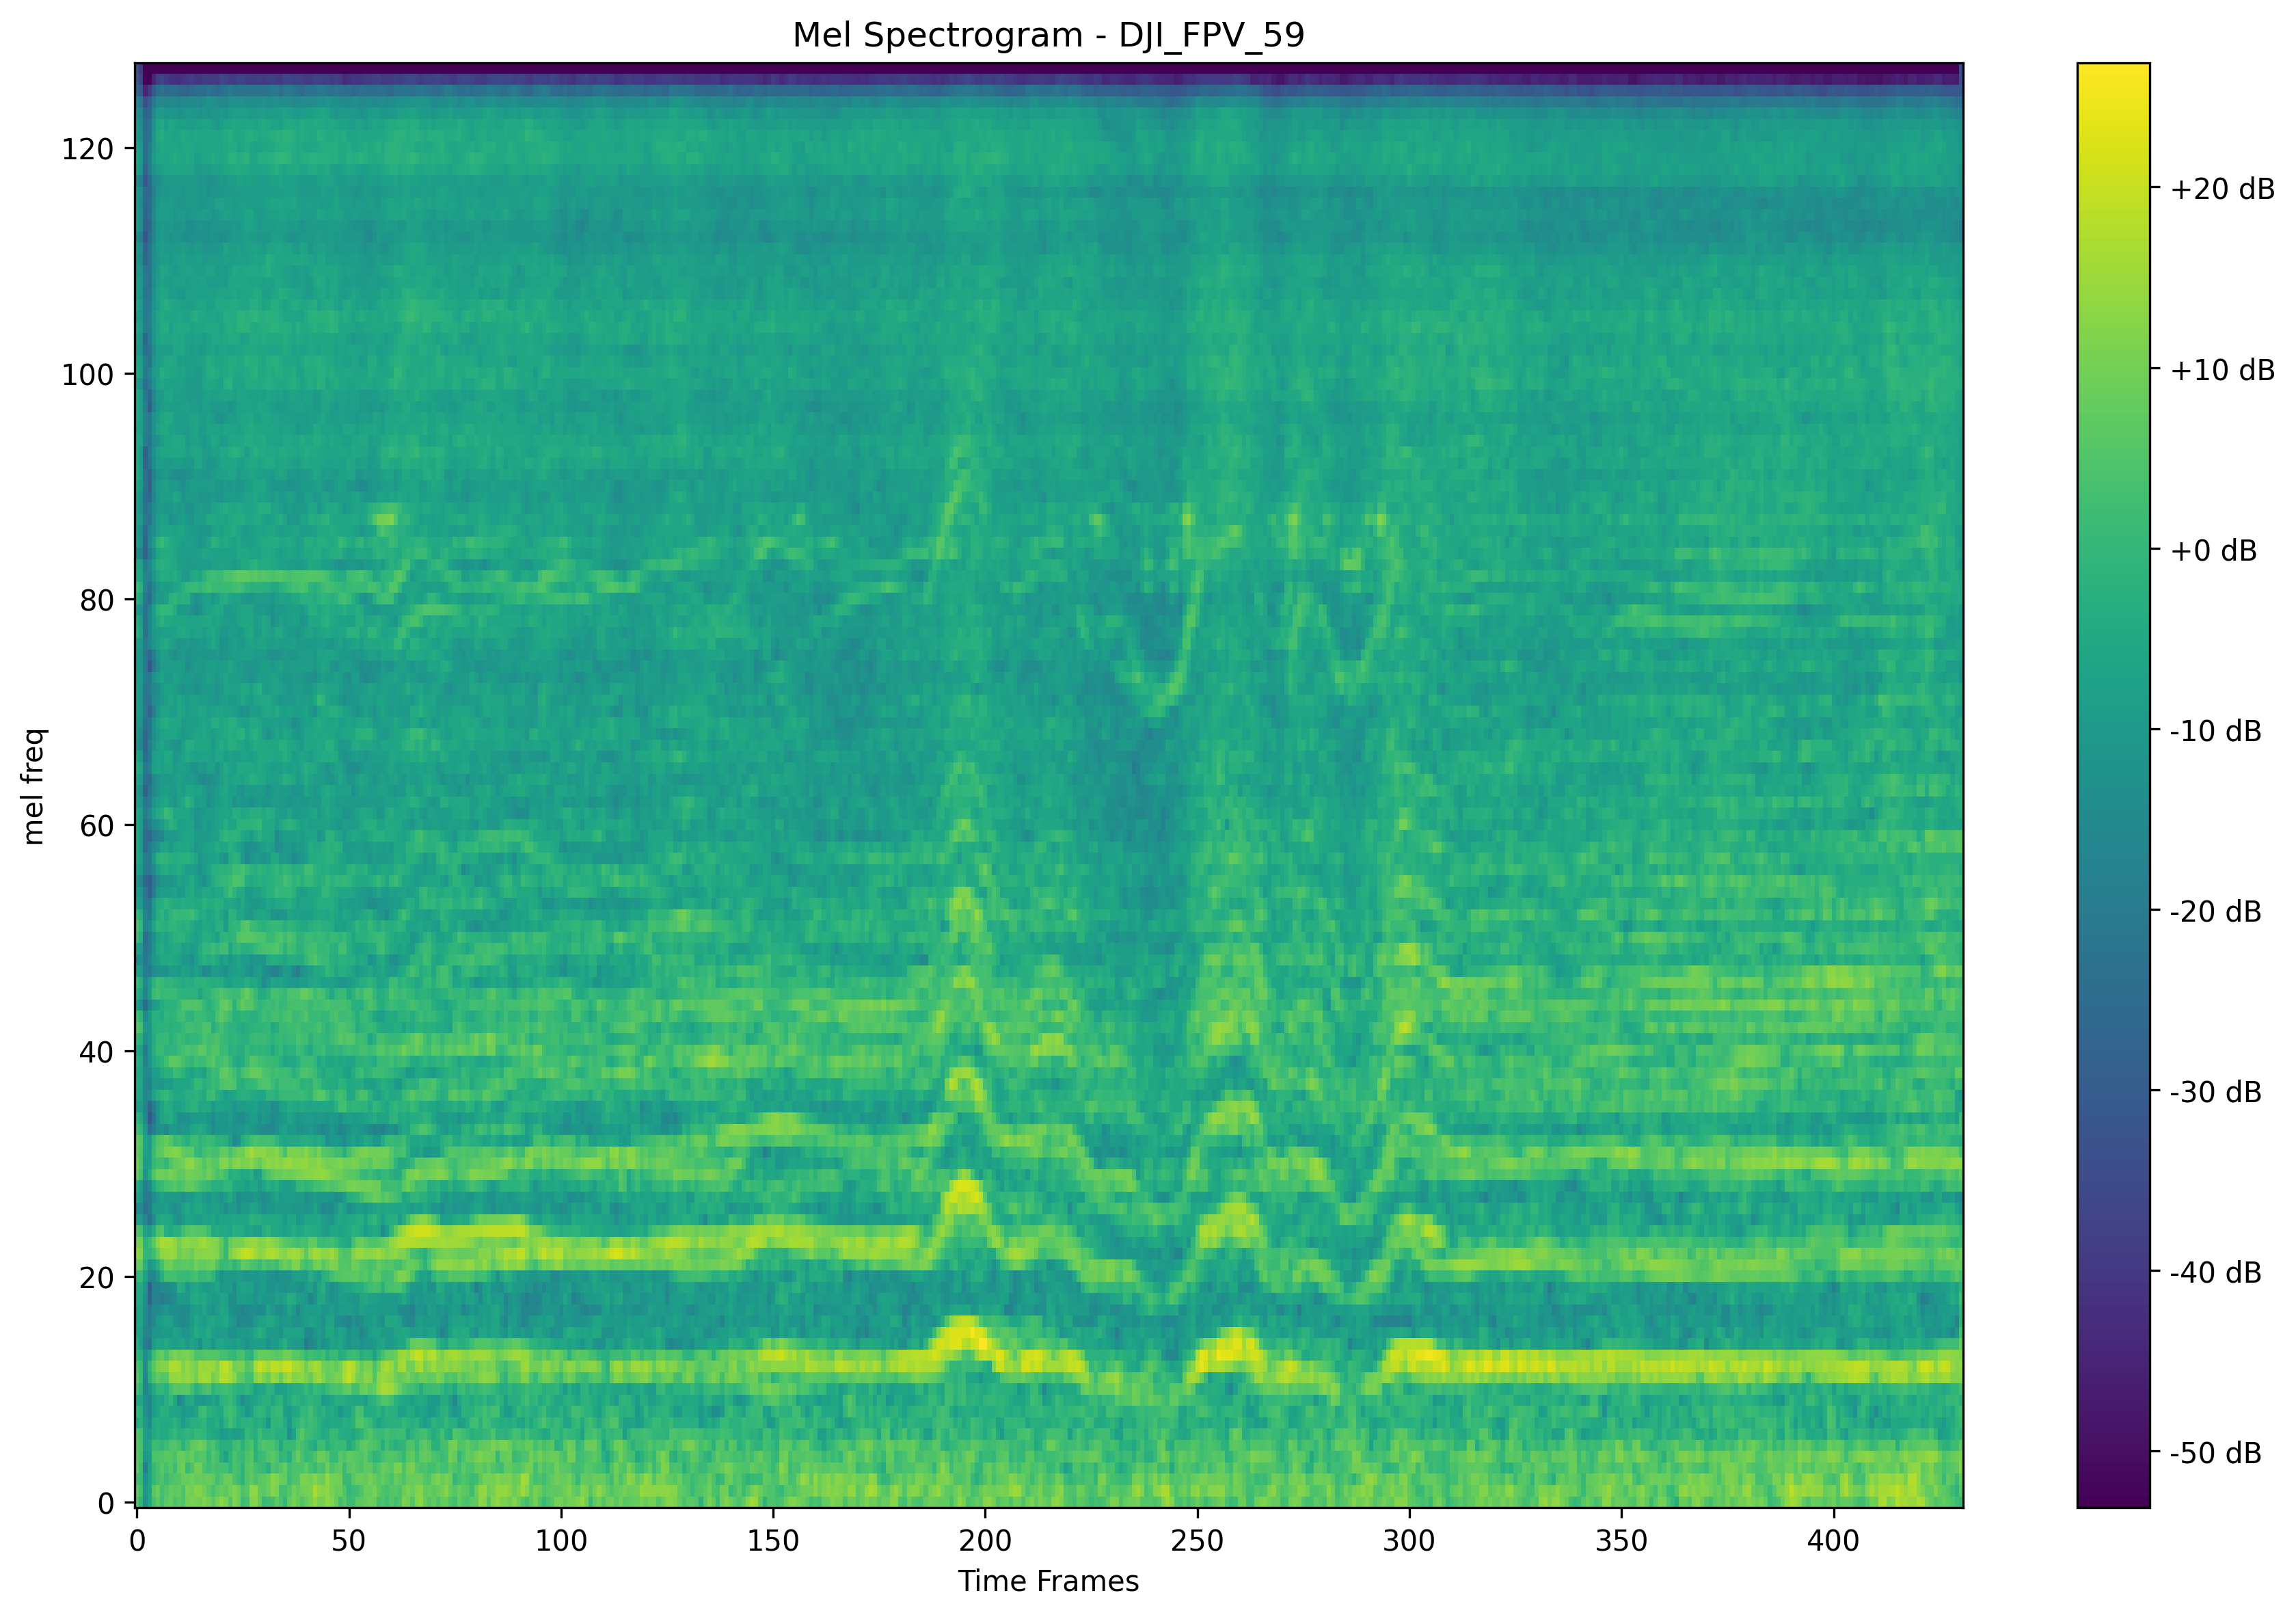 Mel Spectrogram - DJI_FPV_59
mel freq
120
100
80
60
40
20
0
0 50 100 150 200 250 300 350 400
Time Frames
+20 dB
+10 dB
+0 dB
-10 dB
-20 dB
-30 dB
-40 dB
-50 dB